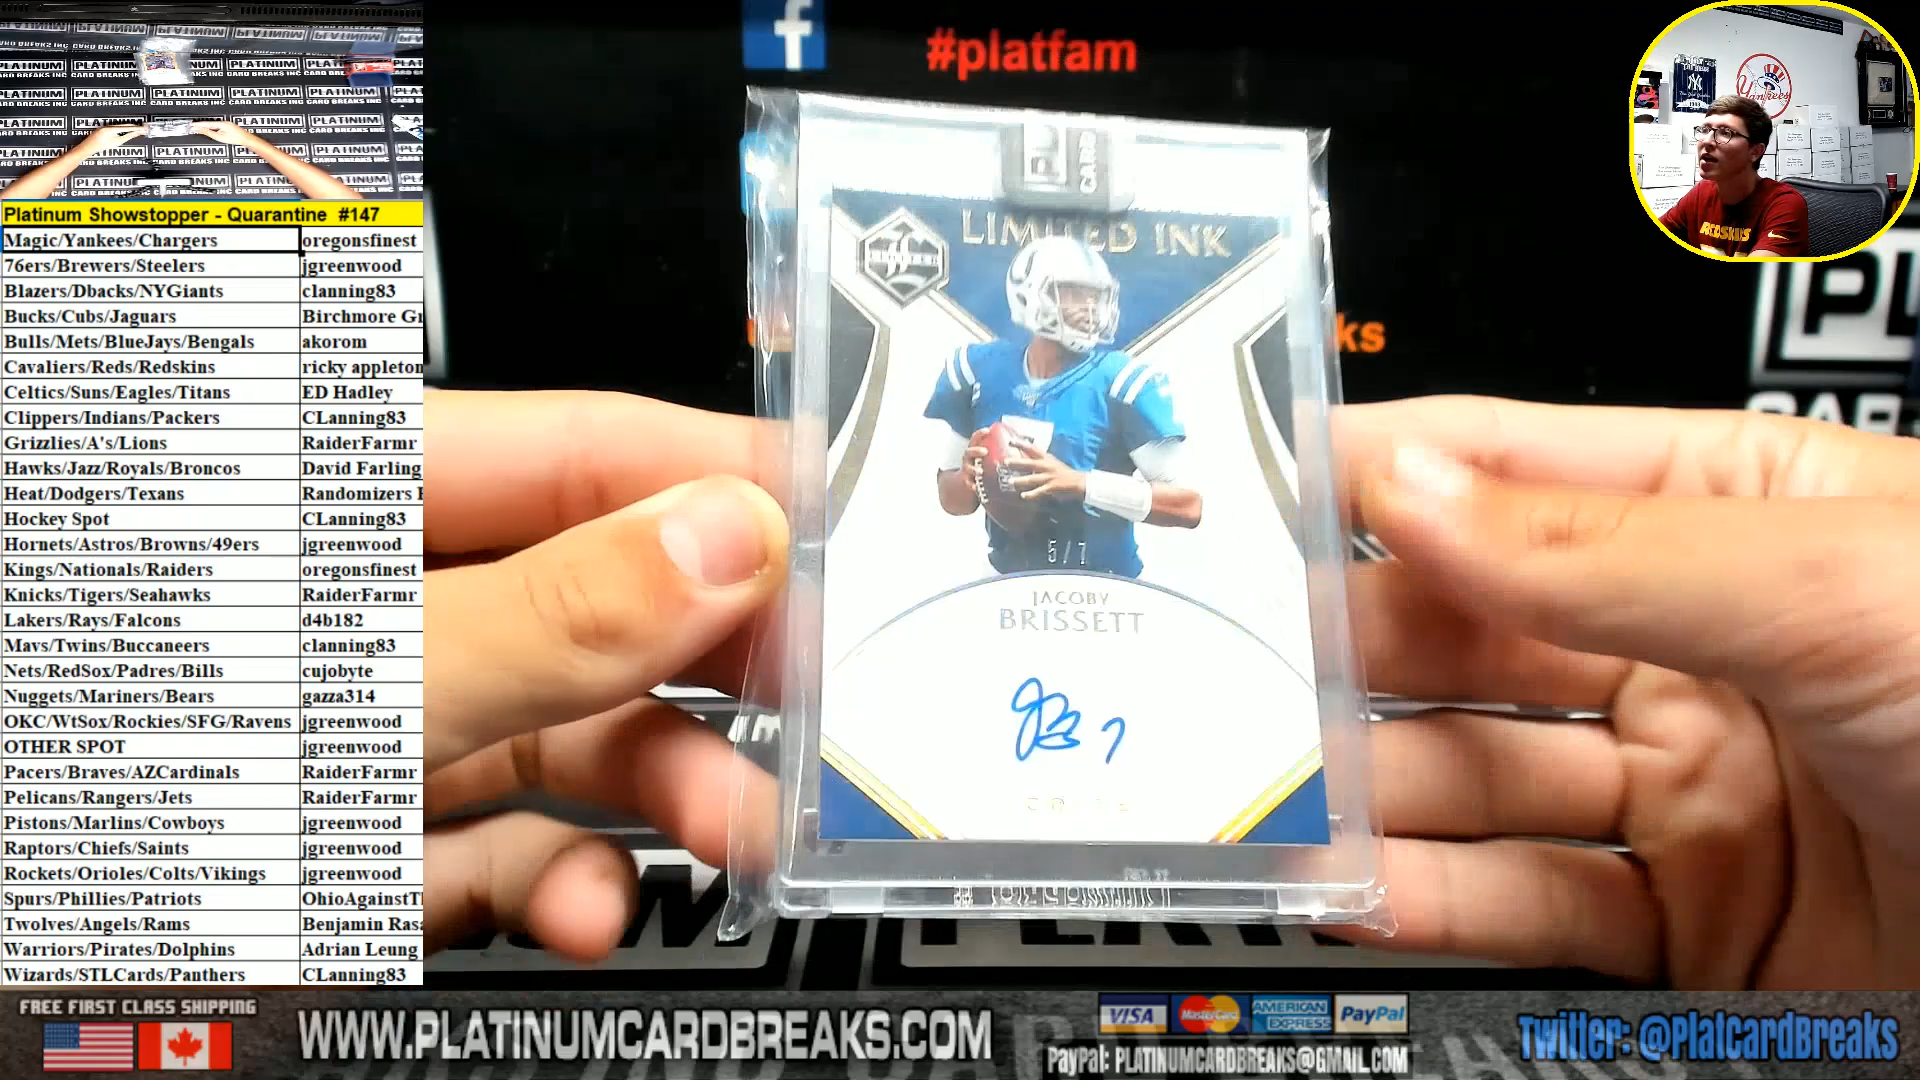 #platfam
Platinum Showstopper - Quarantine #147
Magic/Yankees/Chargers oregonsfinest
76ers/Brewers/Steelers jgreenwood
Blazers/Dbacks/NYGiants clanning83
Bucks/Cubs/Jaguars Birchmore Gr
Bulls/Mets/BlueJays/Bengals akorom
Cavaliers/Reds/Redskins ricky appleton
Celtics/Suns/Eagles/Titans ED Hadley
Clippers/Indians/Packers CLanning83
Grizzlies/A's/Lions RaiderFarmr
Hawks/Jazz/Royals/Broncos David Farling
Heat/Dodgers/Texans Randomizers
Hockey Spot CLanning83
Hornets/Astros/Browns/49ers jgreenwood
Kings/Nationals/Raiders oregonsfinest
Knicks/Tigers/Seahawks RaiderFarmr
Lakers/Rays/Falcons d4b182
Mavs/Twins/Buccaneers clanning83
Nets/RedSox/Padres/Bills cujobyte
Nuggets/Mariners/Bears gazza314
OKC/WtSox/Rockies/SFG/Ravens jgreenwood
OTHER SPOT jgreenwood
Pacers/Braves/AZCardinals RaiderFarmr
Pelicans/Rangers/Jets RaiderFarmr
Pistons/Marlins/Cowboys jgreenwood
Raptors/Chiefs/Saints jgreenwood
Rockets/Orioles/Colts/Vikings jgreenwood
Spurs/Phillies/Patriots OhioAgainstT
Twolves/Angels/Rams Benjamin Rasa
Warriors/Pirates/Dolphins Adrian Leung
Wizards/STLCards/Panthers CLanning83
LIMITED INK
5/7
JACOBY
BRISSETT
Yankees
REDSKINS
FREE FIRST CLASS SHIPPING
WWW.PLATINUMCARDBREAKS.COM
VISA MasterCard AMERICAN EXPRESS PayPal
PayPal: PLATINUMCARDBREAKS@GMAIL.COM
Twitter: @PlatCardBreaks